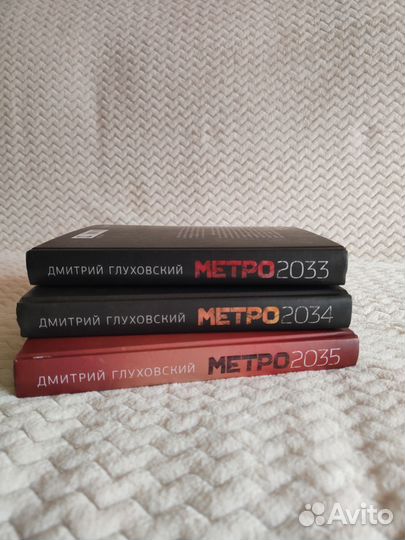 ДМИТРИЙ ГЛУХОВСКИЙ МЕТРО2033
ДМИТРИЙ ГЛУХОВСКИЙ МЕТРО2034
ДМИТРИЙ ГЛУХОВСКИЙ МЕТРО2035
Avito